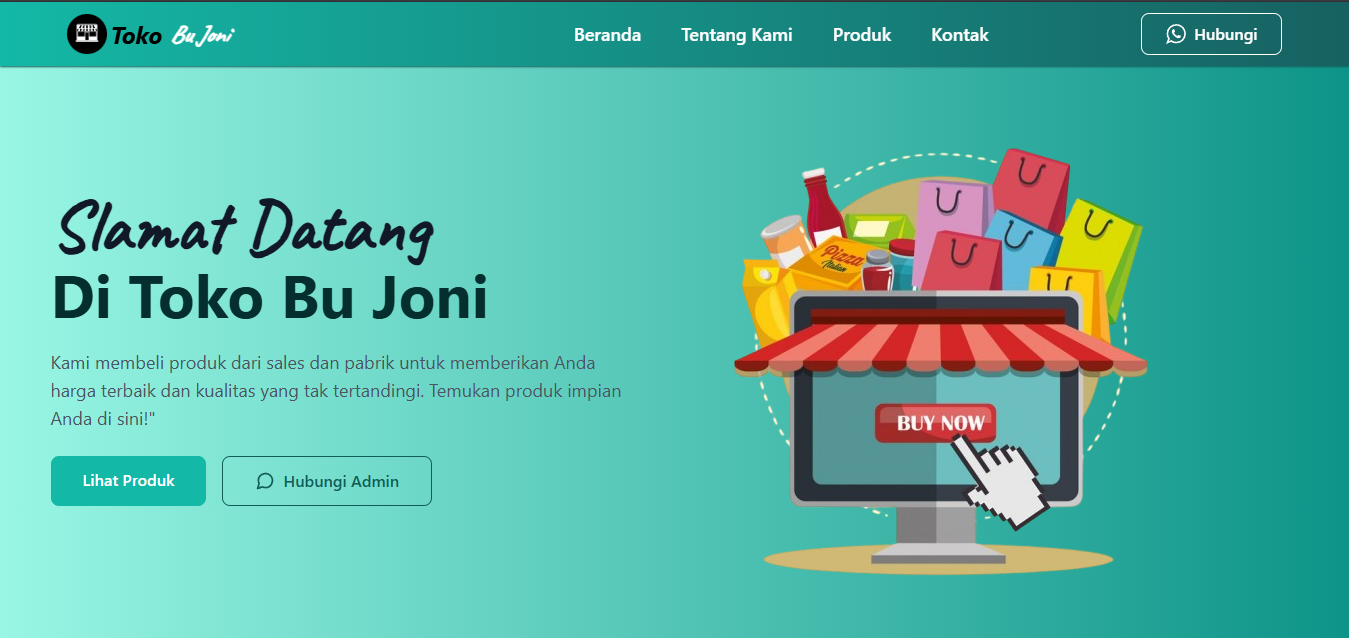 Toko Bu Joni
Beranda
Tentang Kami
Produk
Kontak
Hubungi
Slamat Datang
Di Toko Bu Joni
Kami membeli produk dari sales dan pabrik untuk memberikan Anda
harga terbaik dan kualitas yang tak tertandingi. Temukan produk impian
Anda di sini!"
Lihat Produk
Hubungi Admin
Pizza
Italian
BUY NOW